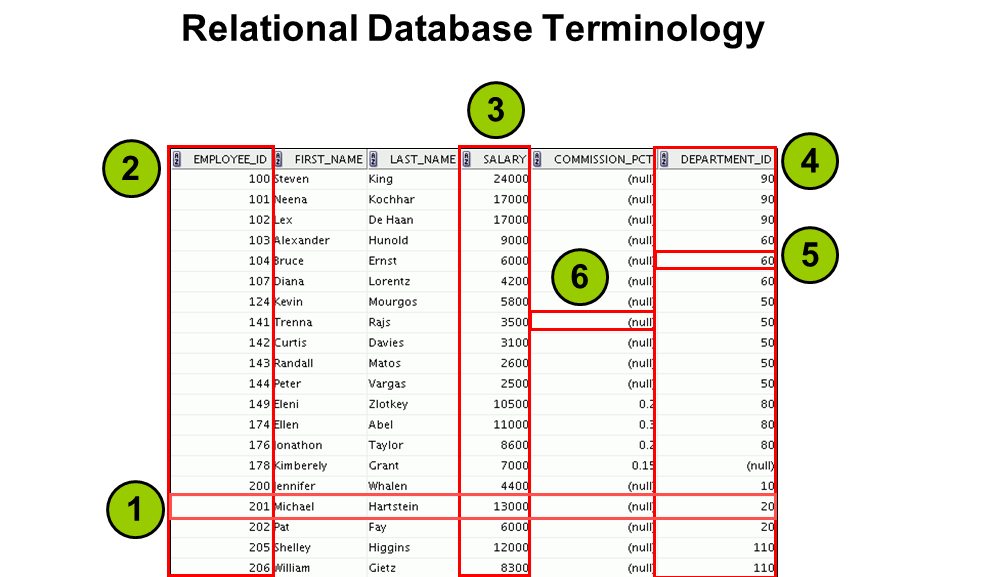 Relational Database Terminology
3
2
4
EMPLOYEE_ID FIRST_NAME LAST_NAME SALARY COMMISSION_PCT DEPARTMENT_ID
100 Steven King 24000 (null) 90
101 Neena Kochhar 17000 (null) 90
102 Lex De Haan 17000 (null) 90
103 Alexander Hunold 9000 (null) 60
5
104 Bruce Ernst 6000 (null) 60
6
107 Diana Lorentz 4200 (null) 60
124 Kevin Mourgos 5800 (null) 50
141 Trenna Rajs 3500 (null) 50
142 Curtis Davies 3100 (null) 50
143 Randall Matos 2600 (null) 50
144 Peter Vargas 2500 (null) 50
149 Eleni Zlotkey 10500 0.2 80
174 Ellen Abel 11000 0.3 80
176 Jonathon Taylor 8600 0.2 80
178 Kimberely Grant 7000 0.15 (null)
200 Jennifer Whalen 4400 (null) 10
1
201 Michael Hartstein 13000 (null) 20
202 Pat Fay 6000 (null) 20
205 Shelley Higgins 12000 (null) 110
206 William Gietz 8300 (null) 110